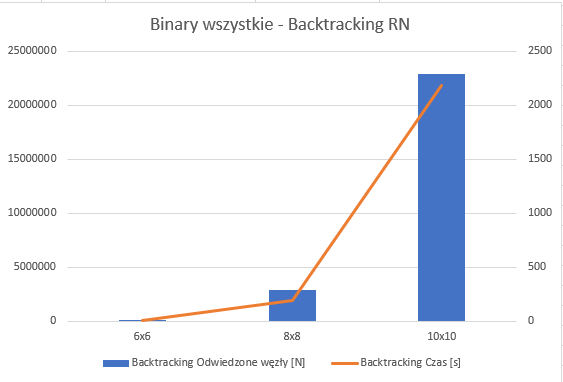 Binary wszystkie - Backtracking RN
25000000
2500
20000000
2000
15000000
1500
10000000
1000
5000000
500
0
0
6x6
8x8
10x10
Backtracking Odwiedzone węzły [N]
Backtracking Czas [s]